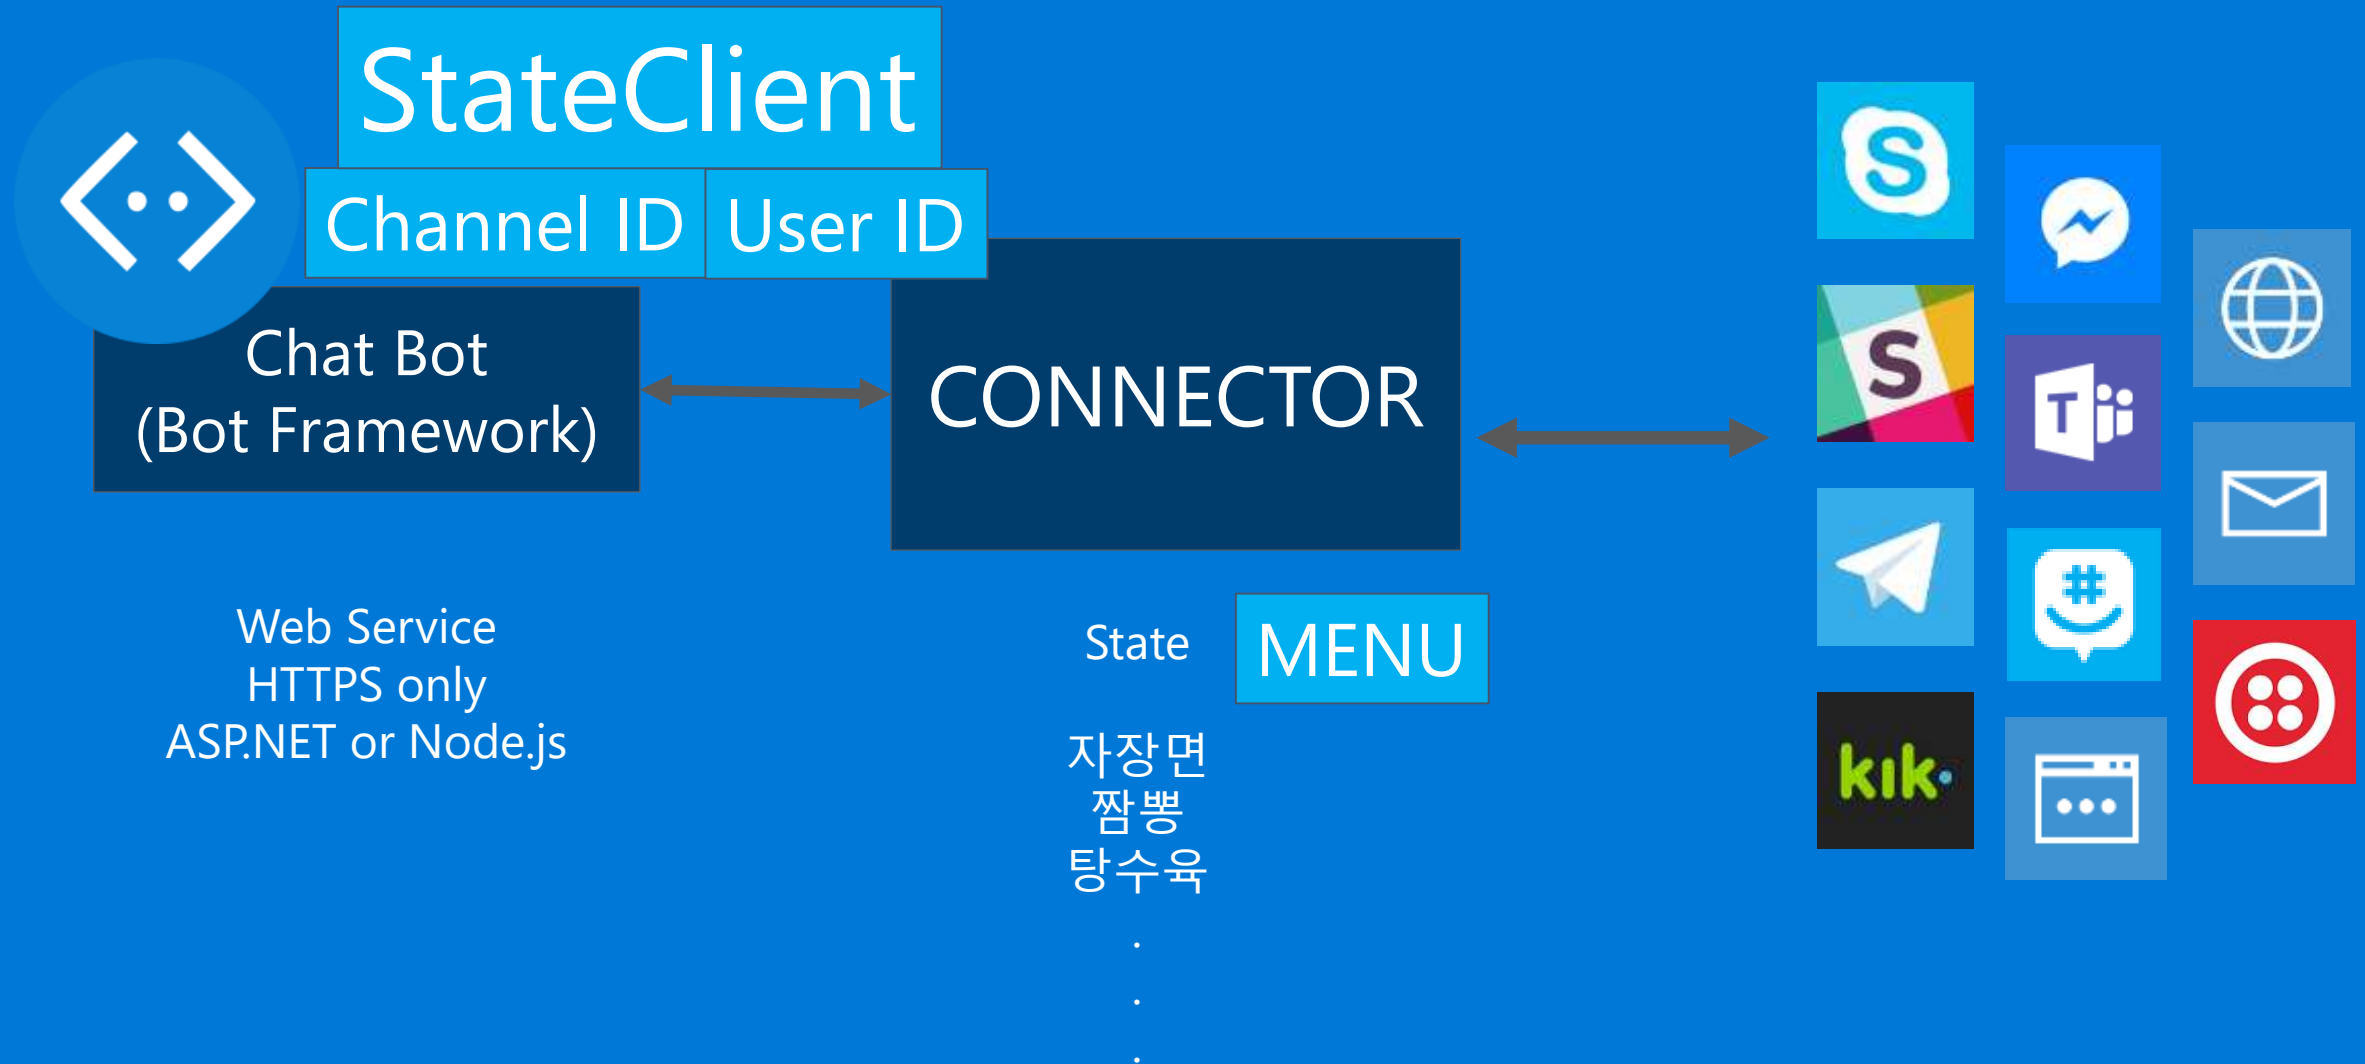 StateClient
Channel ID
User ID
Chat Bot
(Bot Framework)
CONNECTOR
Web Service
HTTPS only
ASP.NET or Node.js
State
MENU
자장면
짬뽕
탕수육
.
.
.
S
S
T
#
kik